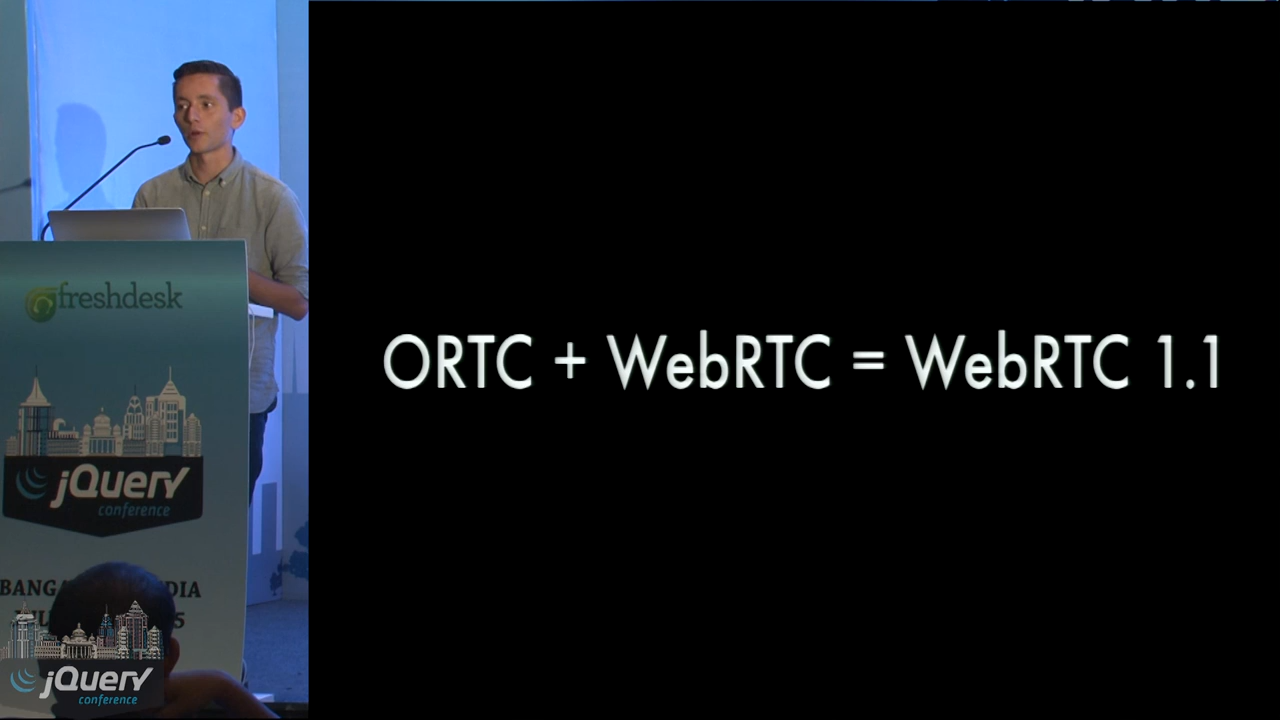 ORTC + WebRTC = WebRTC 1.1
freshdesk
jQuery
conference
jQuery
conference